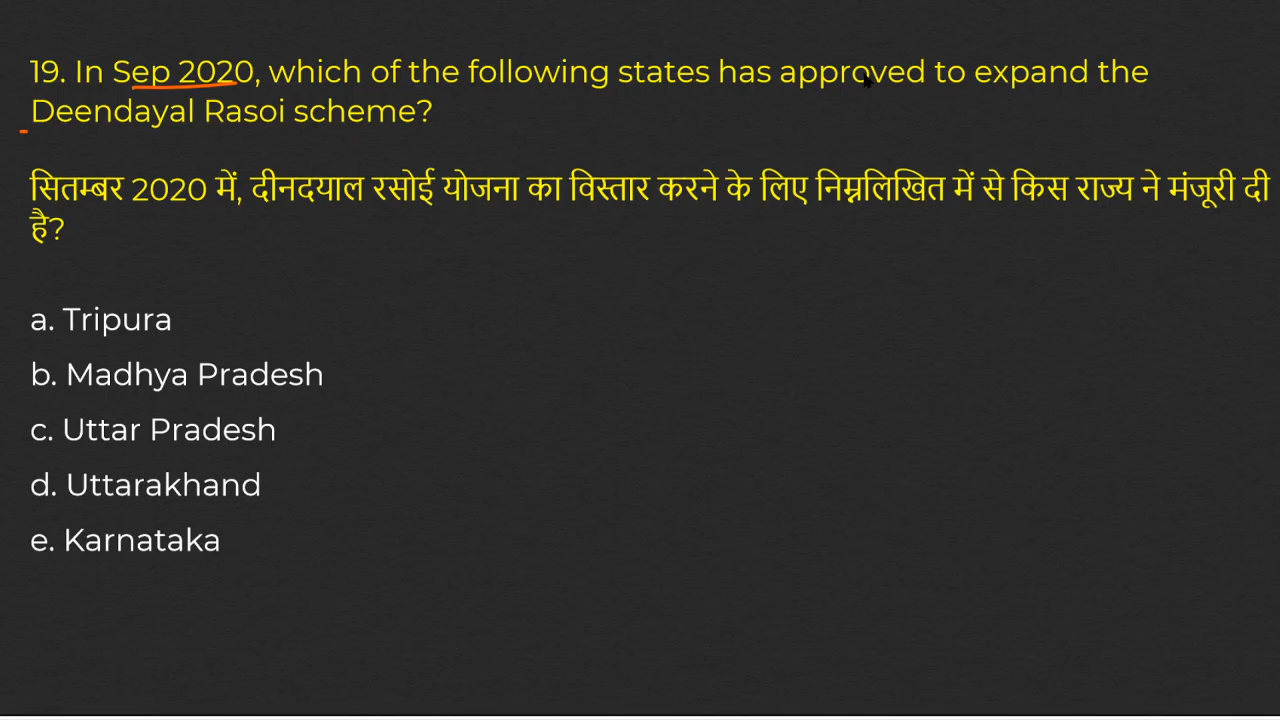 19. In Sep 2020, which of the following states has approved to expand the
Deendayal Rasoi scheme?
सितम्बर 2020 में, दीनदयाल रसोई योजना का विस्तार करने के लिए निम्नलिखित में से किस राज्य ने मंजूरी दी
है?
a. Tripura
b. Madhya Pradesh
c. Uttar Pradesh
d. Uttarakhand
e. Karnataka